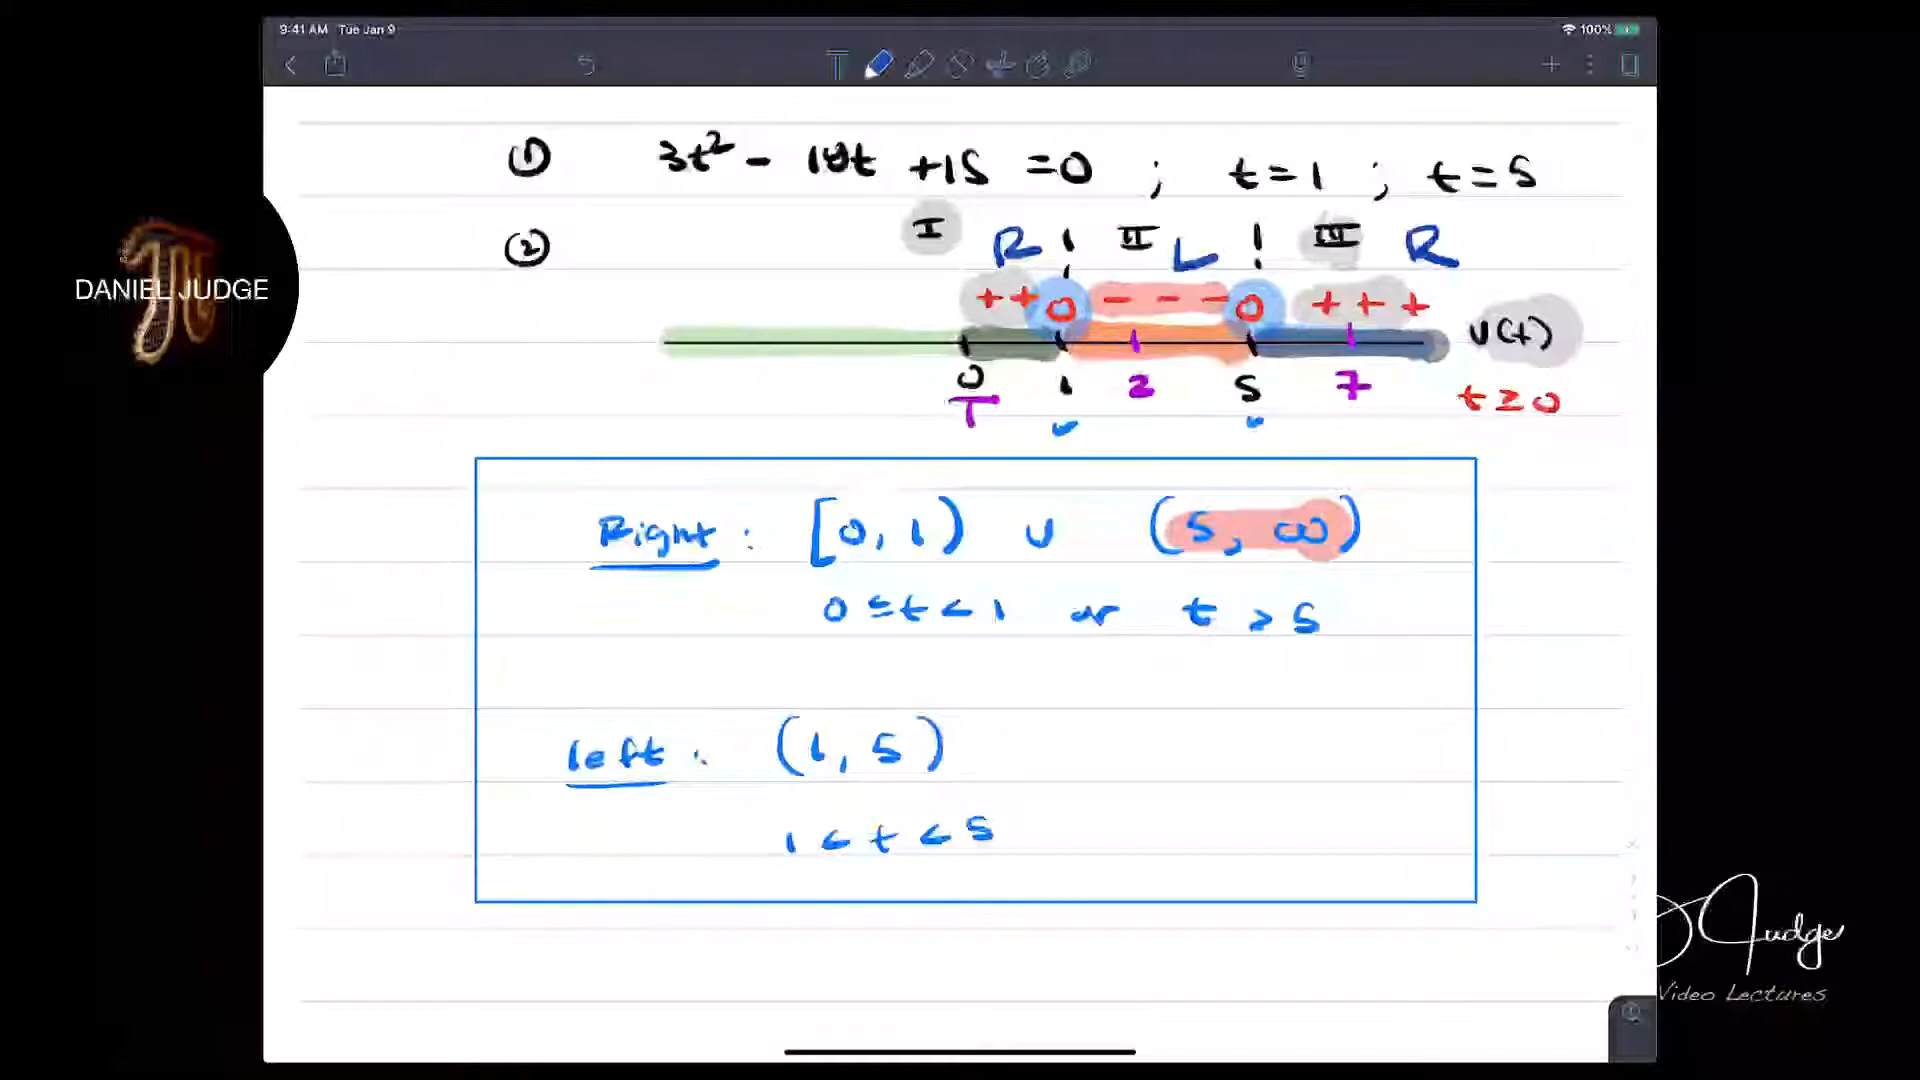 9:41 AM Tue Jan 9 100%
① 3t² - 18t + 15 = 0 ; t = 1 ; t = 5
② I R II L III R
+ + 0 - - - 0 + + + v(t)
0 1 2 5 7 t ≥ 0
DANIEL JUDGE
Right : [0, 1) ∪ (5, ∞)
0 ≤ t < 1 or t > 5
left : (1, 5)
1 < t < 5
Judge
Video Lectures